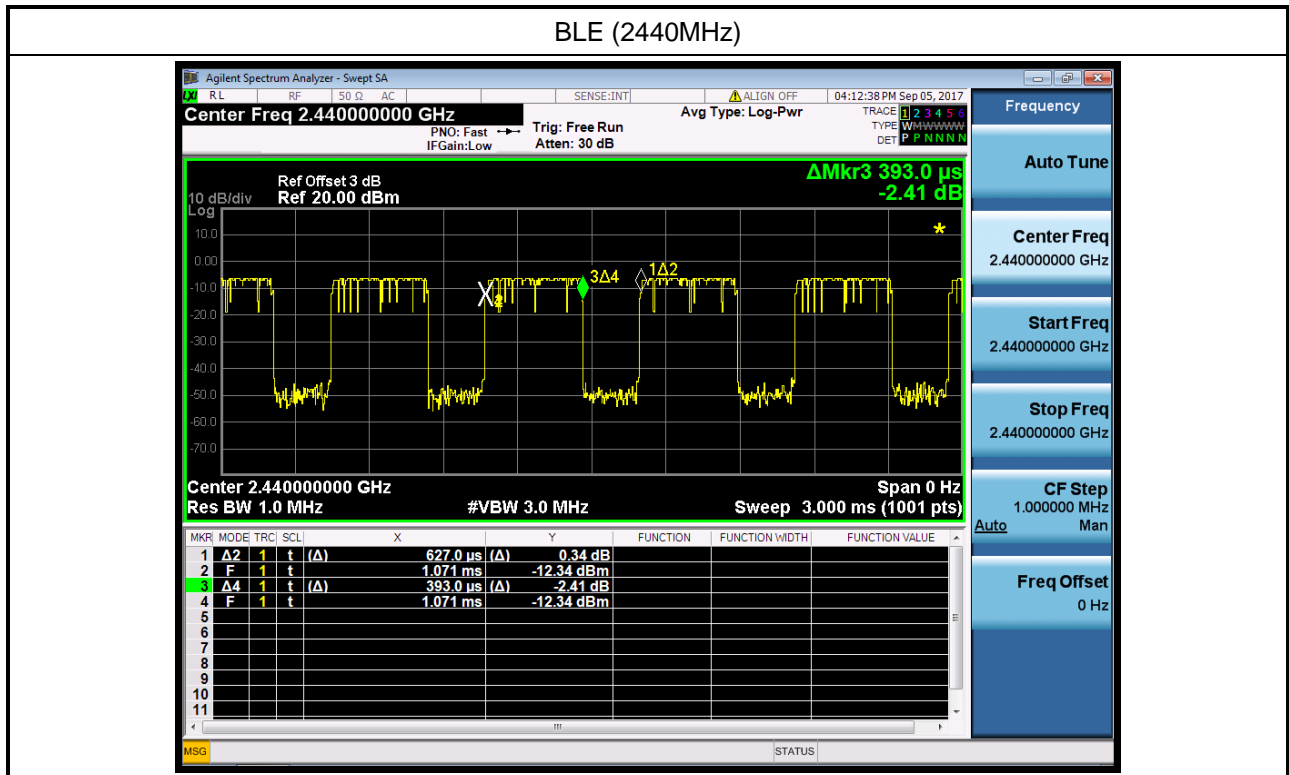 BLE (2440MHz)
Agilent Spectrum Analyzer - Swept SA
LXI RL RF 50 Ω AC SENSE:INT ALIGN OFF 04:12:38 PM Sep 05, 2017
Center Freq 2.440000000 GHz
PNO: Fast
IFGain:Low
Trig: Free Run
Atten: 30 dB
Avg Type: Log-Pwr
TRACE 1 2 3 4 5 6
TYPE WMWWWW
DET P P N N N N
ΔMkr3 393.0 µs
-2.41 dB
Ref Offset 3 dB
10 dB/div Ref 20.00 dBm
Log
10.0
0.00
-10.0
-20.0
-30.0
-40.0
-50.0
-60.0
-70.0
3Δ4
1Δ2
*
Center 2.440000000 GHz Span 0 Hz
Res BW 1.0 MHz #VBW 3.0 MHz Sweep 3.000 ms (1001 pts)
MKR MODE TRC SCL X Y FUNCTION FUNCTION WIDTH FUNCTION VALUE
1 Δ2 1 t (Δ) 627.0 µs (Δ) 0.34 dB
2 F 1 t 1.071 ms -12.34 dBm
3 Δ4 1 t (Δ) 393.0 µs (Δ) -2.41 dB
4 F 1 t 1.071 ms -12.34 dBm
5
6
7
8
9
10
11
MSG STATUS
Frequency
Auto Tune
Center Freq
2.440000000 GHz
Start Freq
2.440000000 GHz
Stop Freq
2.440000000 GHz
CF Step
1.000000 MHz
Auto Man
Freq Offset
0 Hz